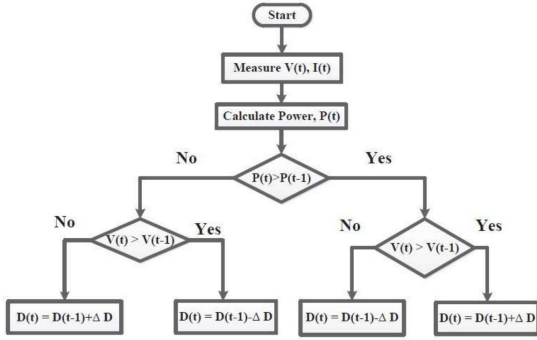 Start
Measure V(t), I(t)
Calculate Power, P(t)
No
Yes
P(t)>P(t-1)
No
Yes
No
Yes
V(t) > V(t-1)
V(t) > V(t-1)
D(t) = D(t-1)+Δ D
D(t) = D(t-1)-Δ D
D(t) = D(t-1)-Δ D
D(t) = D(t-1)+Δ D